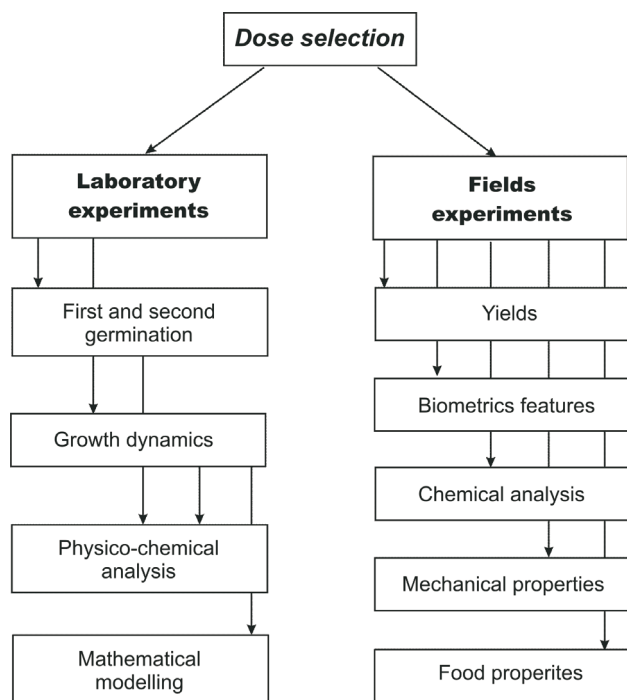 Dose selection
Laboratory
experiments
First and second
germination
Growth dynamics
Physico-chemical
analysis
Mathematical
modelling
Fields
experiments
Yields
Biometrics features
Chemical analysis
Mechanical properties
Food properites